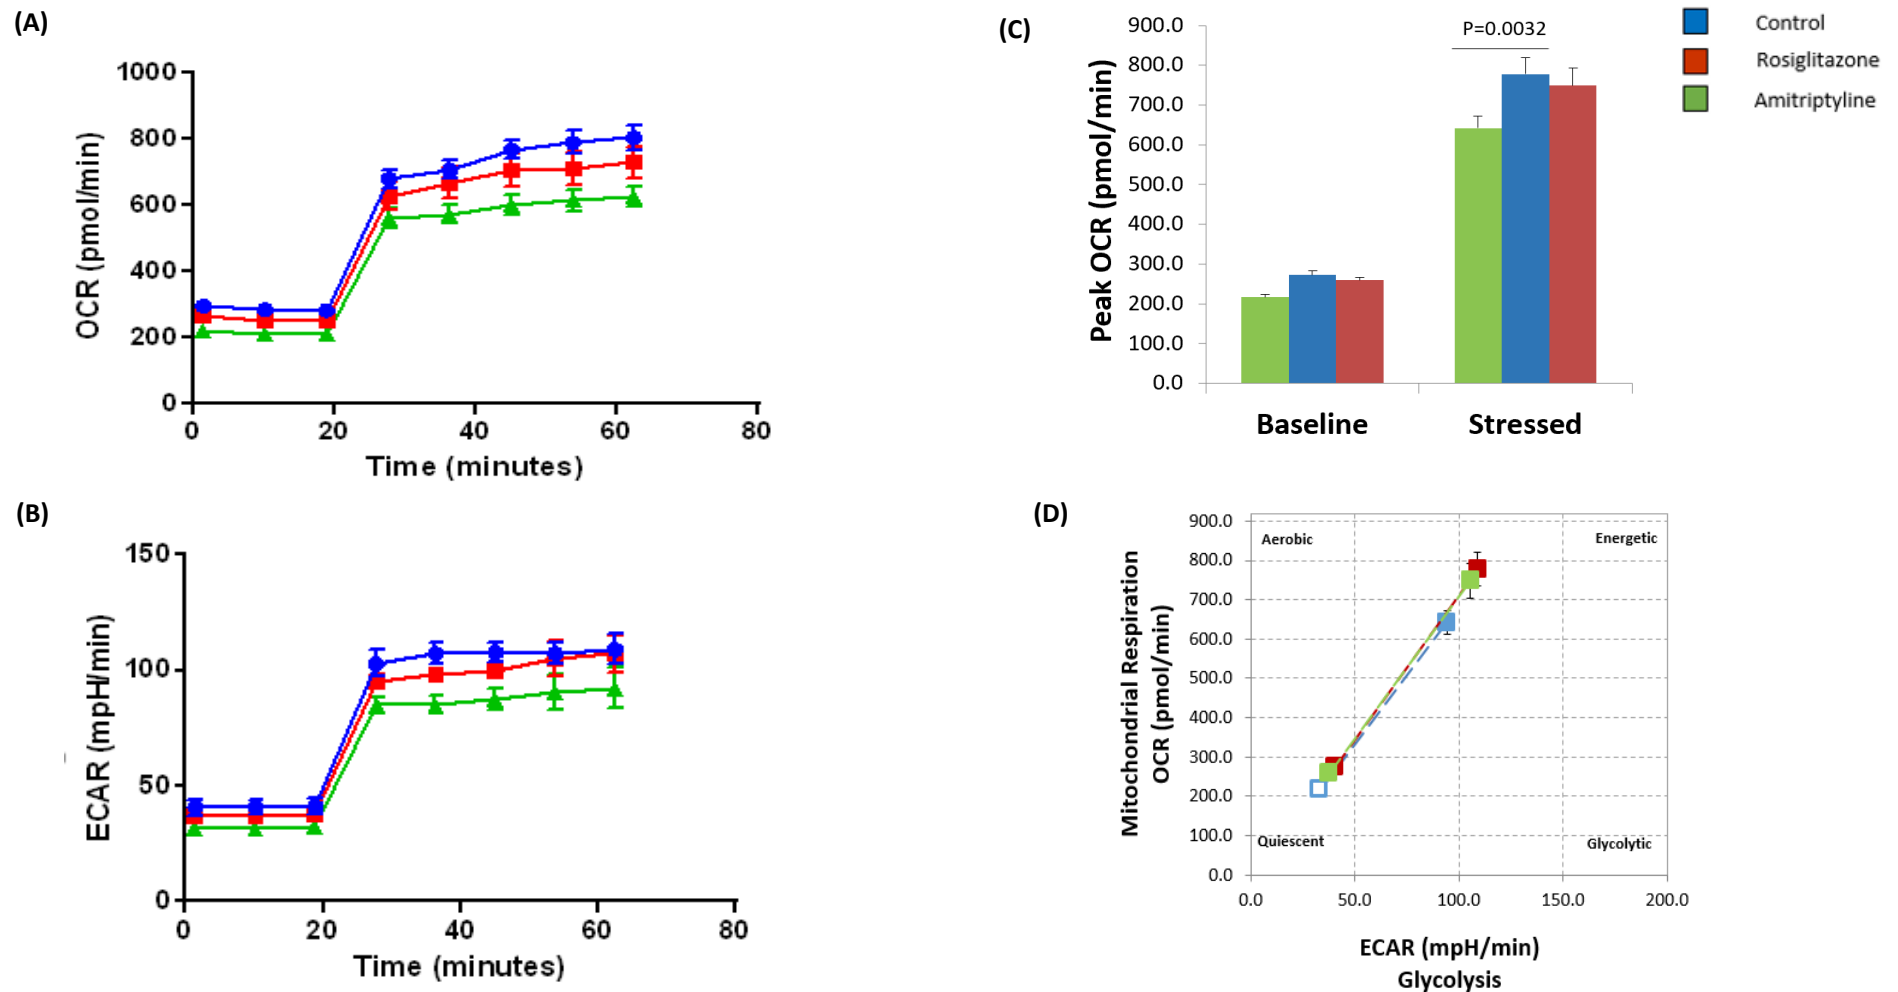 (A)
1000
800
600
400
200
0
OCR (pmol/min)
0 20 40 60 80
Time (minutes)
(B)
150
100
50
0
ECAR (mpH/min)
0 20 40 60 80
Time (minutes)
(C)
900.0
800.0
700.0
600.0
500.0
400.0
300.0
200.0
100.0
0.0
Peak OCR (pmol/min)
P=0.0032
Baseline Stressed
Control
Rosiglitazone
Amitriptyline
(D)
900.0
800.0
700.0
600.0
500.0
400.0
300.0
200.0
100.0
0.0
Mitochondrial Respiration
OCR (pmol/min)
Aerobic Energetic
Quiescent Glycolytic
0.0 50.0 100.0 150.0 200.0
ECAR (mpH/min)
Glycolysis